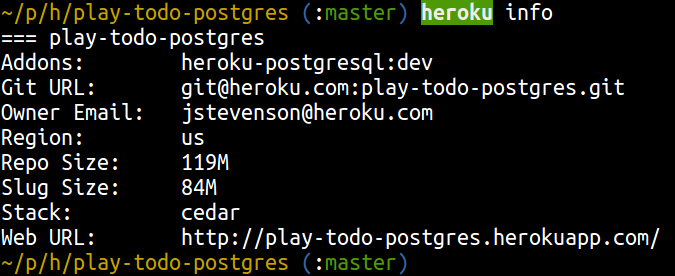 ~/p/h/play-todo-postgres (:master) heroku info
=== play-todo-postgres
Addons: heroku-postgresql:dev
Git URL: git@heroku.com:play-todo-postgres.git
Owner Email: jstevenson@heroku.com
Region: us
Repo Size: 119M
Slug Size: 84M
Stack: cedar
Web URL: http://play-todo-postgres.herokuapp.com/
~/p/h/play-todo-postgres (:master)